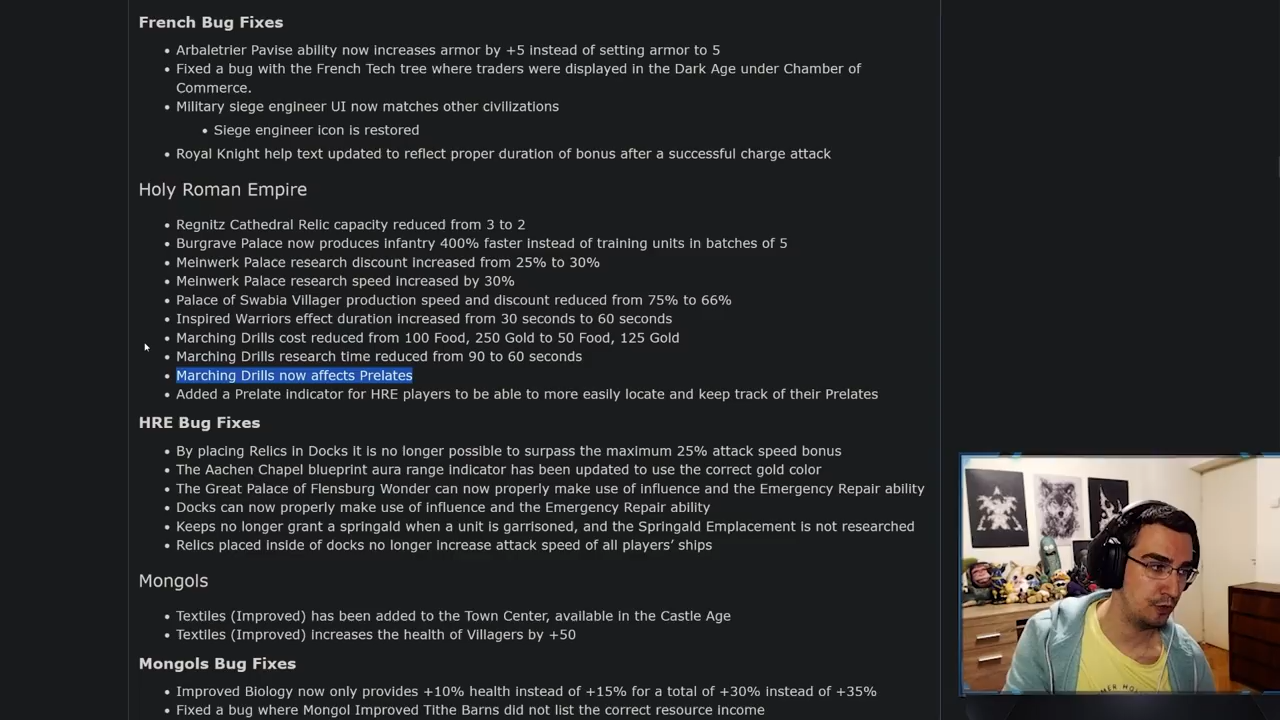 French Bug Fixes
• Arbaletrier Pavise ability now increases armor by +5 instead of setting armor to 5
• Fixed a bug with the French Tech tree where traders were displayed in the Dark Age under Chamber of
Commerce.
• Military siege engineer UI now matches other civilizations
• Siege engineer icon is restored
• Royal Knight help text updated to reflect proper duration of bonus after a successful charge attack
Holy Roman Empire
• Regnitz Cathedral Relic capacity reduced from 3 to 2
• Burgrave Palace now produces infantry 400% faster instead of training units in batches of 5
• Meinwerk Palace research discount increased from 25% to 30%
• Meinwerk Palace research speed increased by 30%
• Palace of Swabia Villager production speed and discount reduced from 75% to 66%
• Inspired Warriors effect duration increased from 30 seconds to 60 seconds
• Marching Drills cost reduced from 100 Food, 250 Gold to 50 Food, 125 Gold
• Marching Drills research time reduced from 90 to 60 seconds
• Marching Drills now affects Prelates
• Added a Prelate indicator for HRE players to be able to more easily locate and keep track of their Prelates
HRE Bug Fixes
• By placing Relics in Docks it is no longer possible to surpass the maximum 25% attack speed bonus
• The Aachen Chapel blueprint aura range indicator has been updated to use the correct gold color
• The Great Palace of Flensburg Wonder can now properly make use of influence and the Emergency Repair ability
• Docks can now properly make use of influence and the Emergency Repair ability
• Keeps no longer grant a springald when a unit is garrisoned, and the Springald Emplacement is not researched
• Relics placed inside of docks no longer increase attack speed of all players’ ships
Mongols
• Textiles (Improved) has been added to the Town Center, available in the Castle Age
• Textiles (Improved) increases the health of Villagers by +50
Mongols Bug Fixes
• Improved Biology now only provides +10% health instead of +15% for a total of +30% instead of +35%
• Fixed a bug where Mongol Improved Tithe Barns did not list the correct resource income